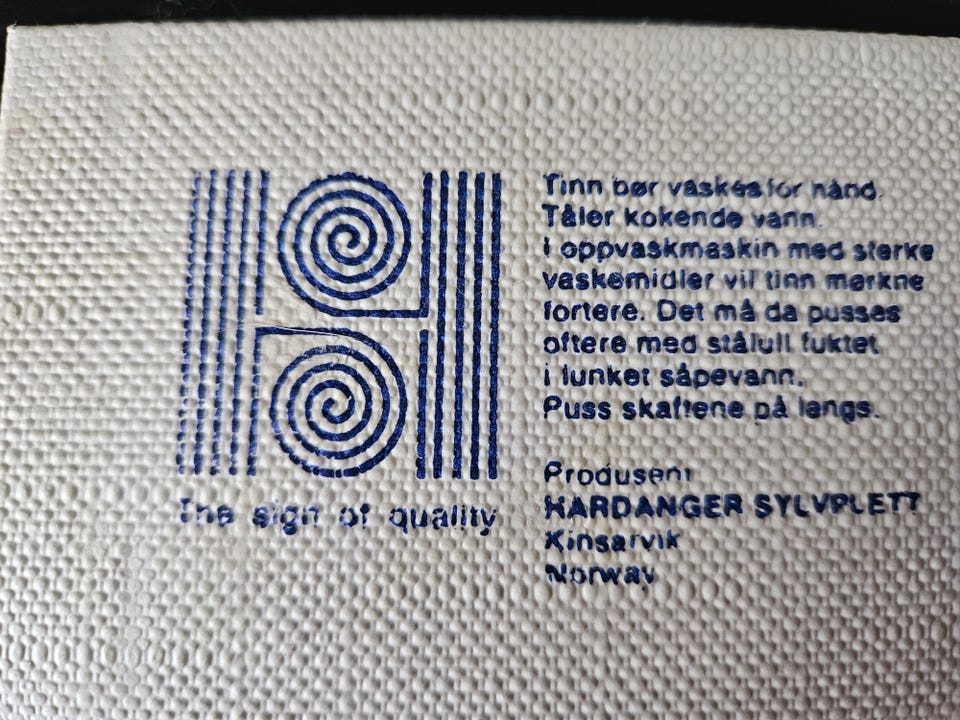 Tinn bør vaskes for hånd.
Tåler kokende vann.
I oppvaskmaskin med sterke
vaskemidler vil tinn mørkne
fortere. Det må da pusses
oftere med stålull fuktet
i lunket såpevann.
Puss skaftene på langs.
Produsent
HARDANGER SYLVPLETT
Kinsarvik
Norway
The sign of quality